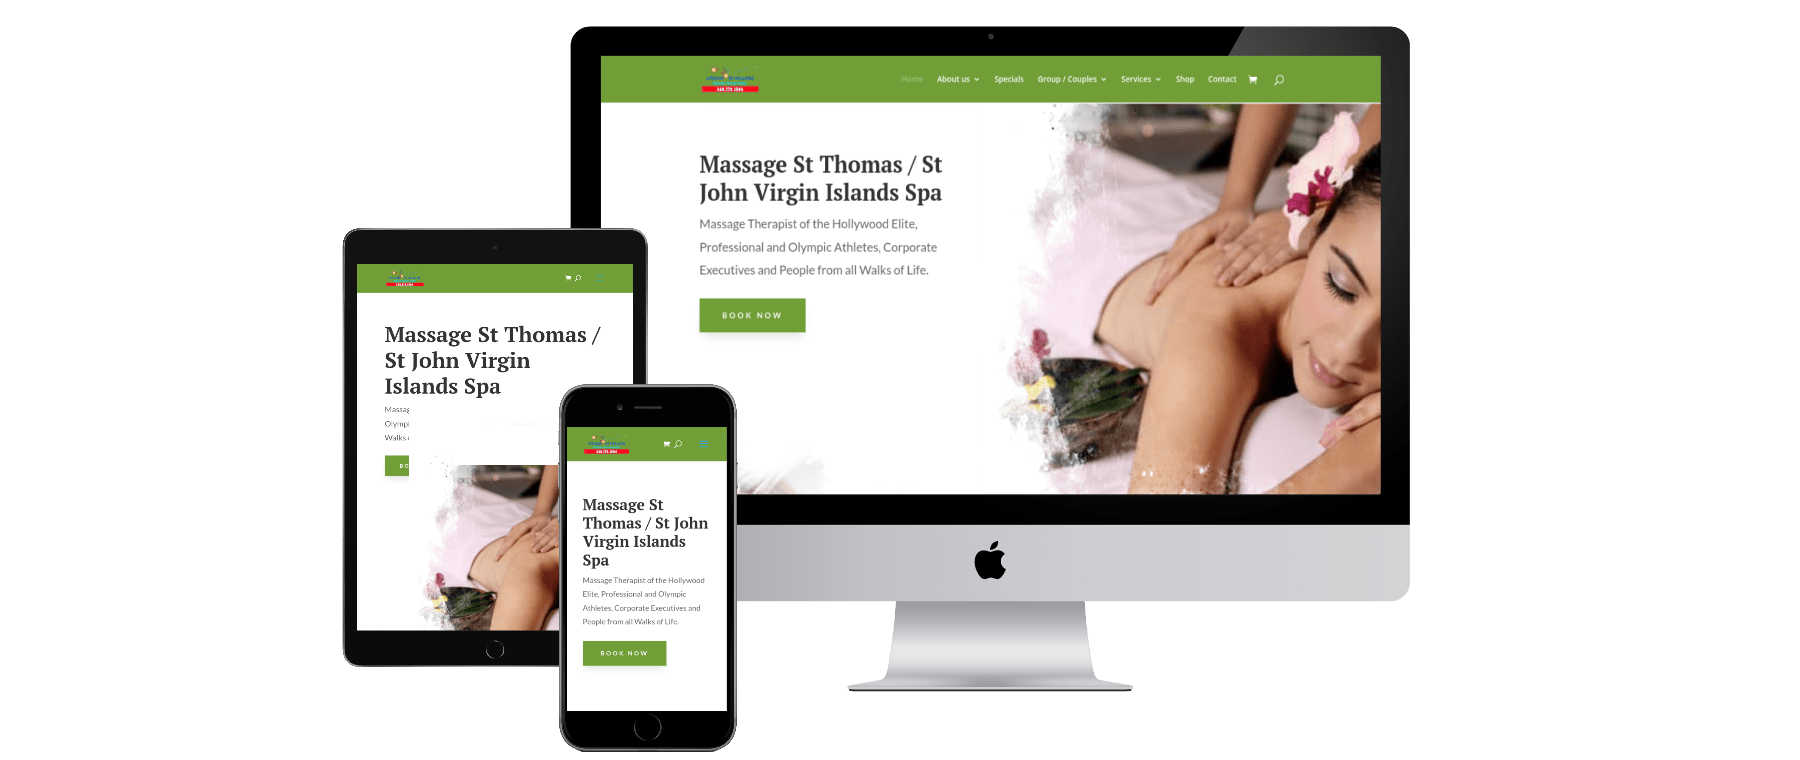 Home About us Specials Group / Couples Services Shop Contact
Massage St Thomas / St
John Virgin Islands Spa
Massage Therapist of the Hollywood Elite,
Professional and Olympic Athletes, Corporate
Executives and People from all Walks of Life.
BOOK NOW
Massage St Thomas /
St John Virgin
Islands Spa
Massag
Olympi
Walks
BO
Massage St
Thomas / St John
Virgin Islands
Spa
Massage Therapist of the Hollywood
Elite, Professional and Olympic
Athletes, Corporate Executives and
People from all Walks of Life.
BOOK NOW